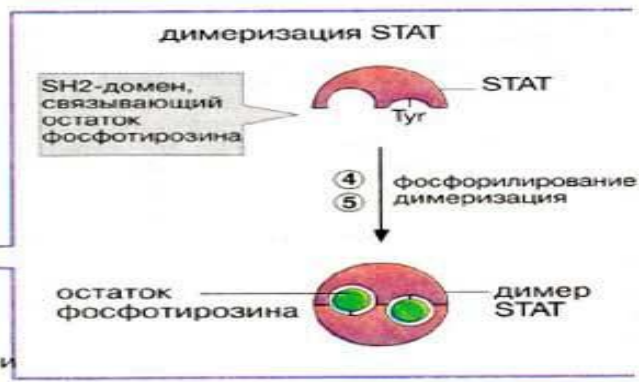 димеризация STAT
SH2-домен,
связывающий
остаток
фосфотирозина
STAT
Tyr
4 фосфорилирование
5 димеризация
остаток
фосфотирозина
димер
STAT
и